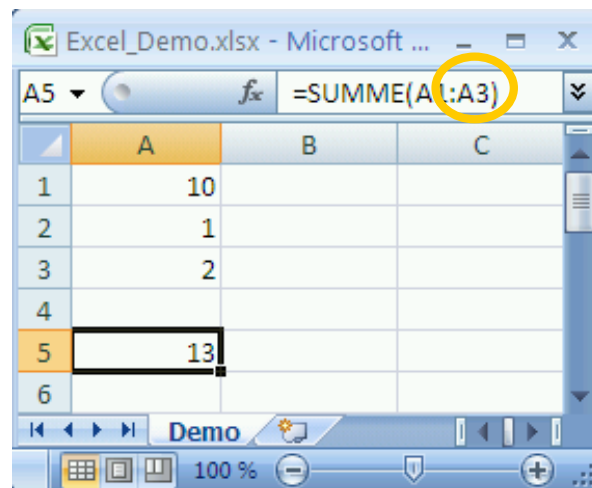 Excel_Demo.xlsx - Microsoft ...
A5 fx =SUMME(A1:A3)
A B C
1 10
2 1
3 2
4
5 13
6
Demo
100 %